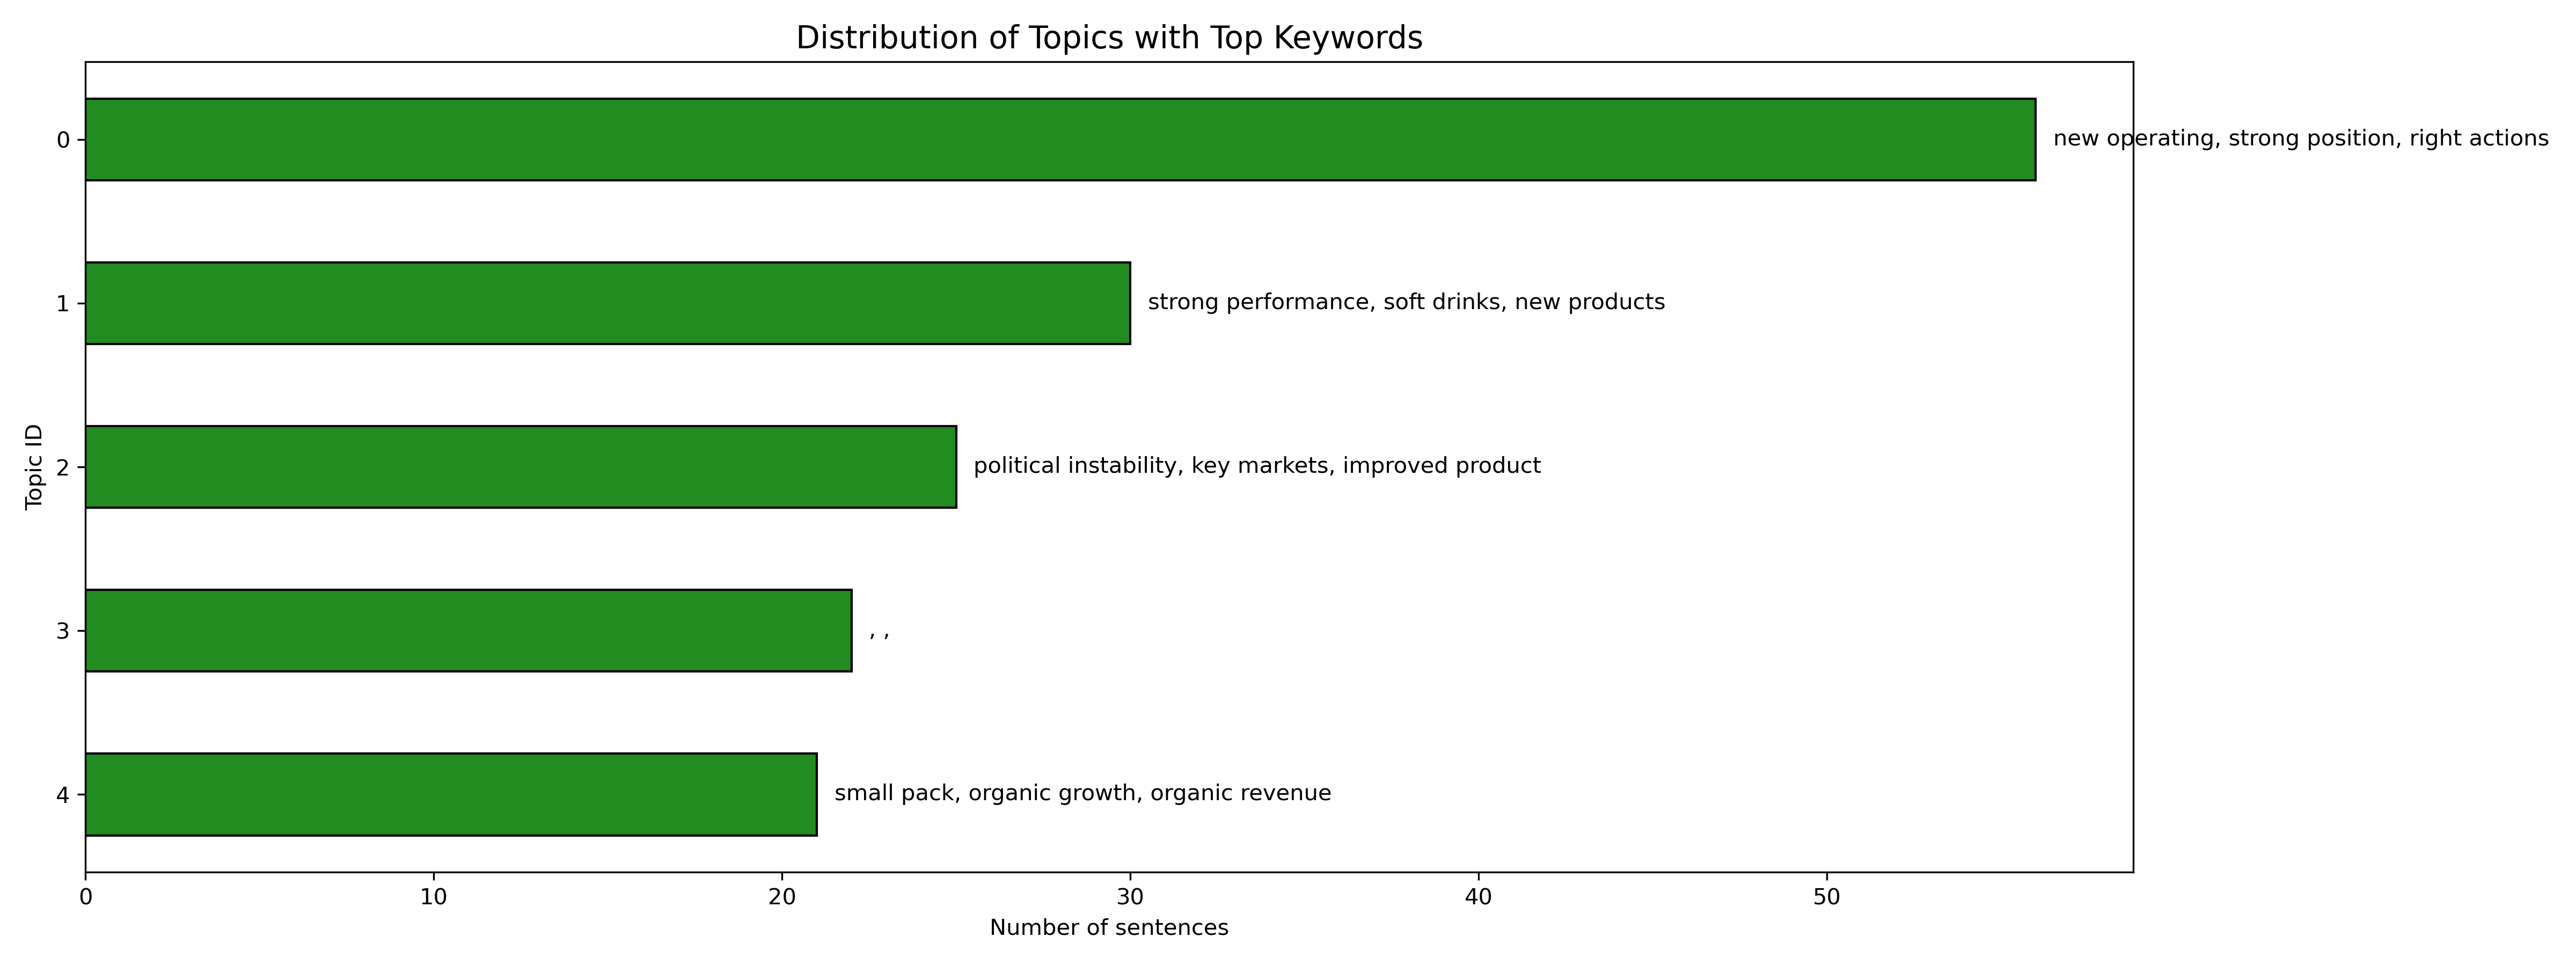 Distribution of Topics with Top Keywords
0
new operating, strong position, right actions
1
strong performance, soft drinks, new products
Topic ID
2
political instability, key markets, improved product
3
, ,
4
small pack, organic growth, organic revenue
0 10 20 30 40 50
Number of sentences